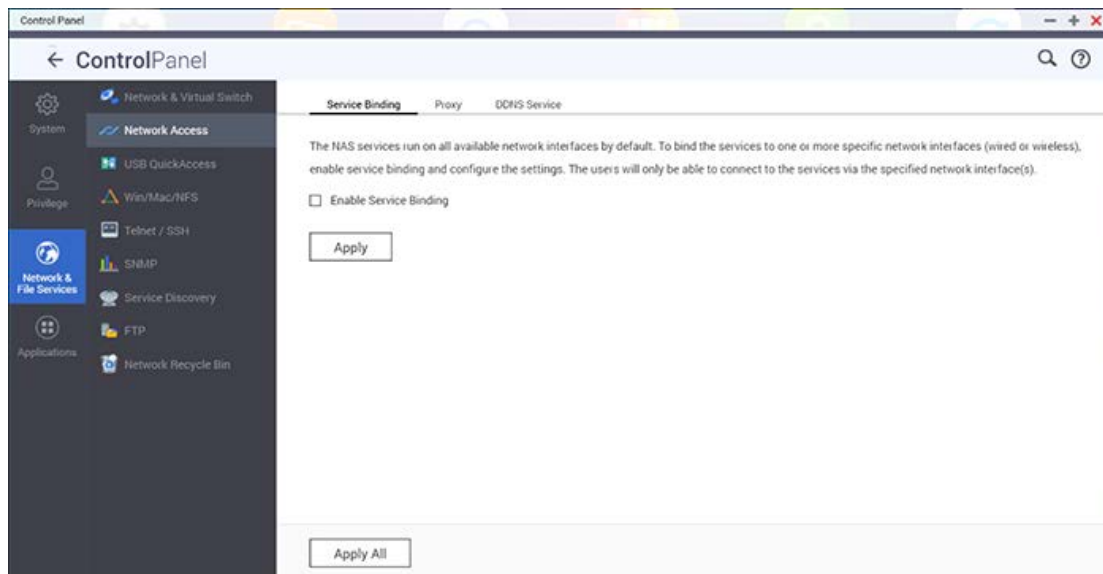 Control Panel
ControlPanel
System
Privilege
Network &
File Services
Applications
Network & Virtual Switch
Network Access
USB QuickAccess
Win/Mac/NFS
Telnet / SSH
SNMP
Service Discovery
FTP
Network Recycle Bin
Service Binding Proxy DDNS Service
The NAS services run on all available network interfaces by default. To bind the services to one or more specific network interfaces (wired or wireless),
enable service binding and configure the settings. The users will only be able to connect to the services via the specified network interface(s).
Enable Service Binding
Apply
Apply All